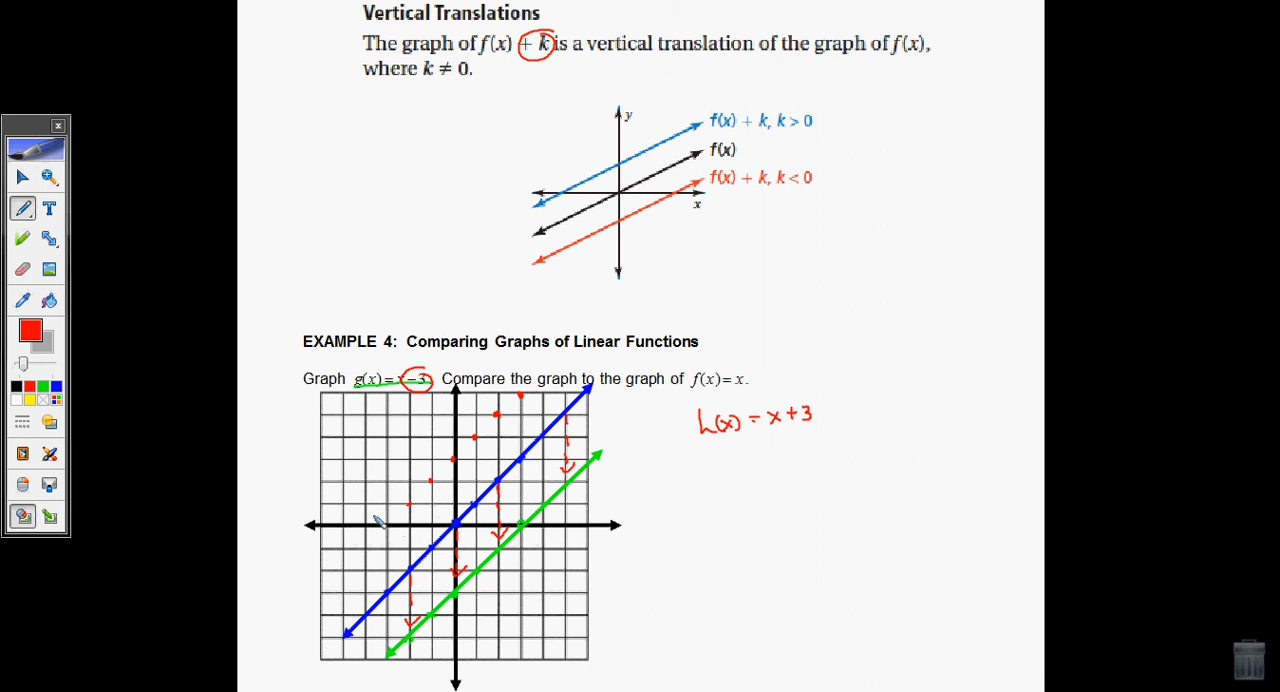 Vertical Translations
The graph of f(x) + k is a vertical translation of the graph of f(x),
where k ≠ 0.
y
f(x) + k, k > 0
f(x)
f(x) + k, k < 0
x
EXAMPLE 4: Comparing Graphs of Linear Functions
Graph g(x) = x − 3. Compare the graph to the graph of f(x) = x.
h(x) = x + 3
T